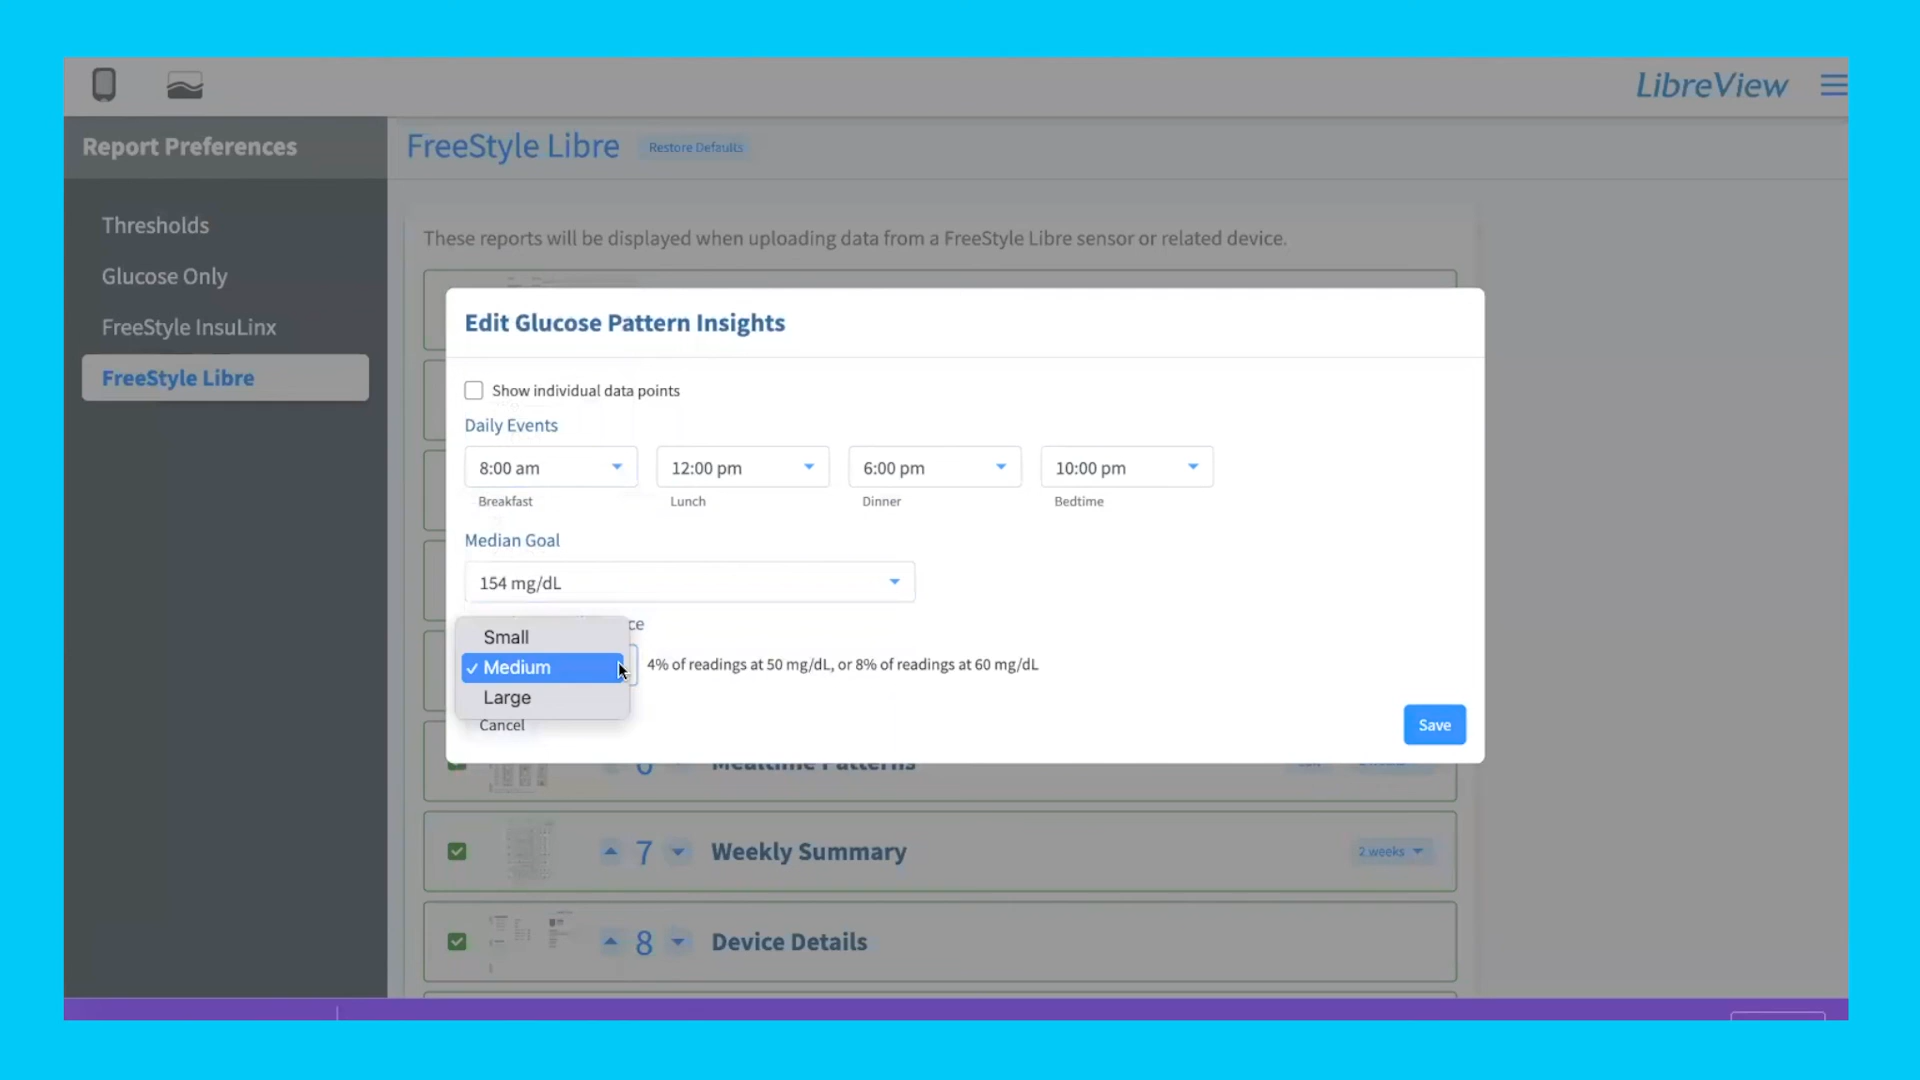 LibreView
Report Preferences
FreeStyle Libre
Restore Defaults
Thresholds
Glucose Only
FreeStyle InsuLinx
FreeStyle Libre
These reports will be displayed when uploading data from a FreeStyle Libre sensor or related device.
Edit Glucose Pattern Insights
Show individual data points
Daily Events
8:00 am
12:00 pm
6:00 pm
10:00 pm
Breakfast
Lunch
Dinner
Bedtime
Median Goal
154 mg/dL
ce
Small
Medium
Large
4% of readings at 50 mg/dL, or 8% of readings at 60 mg/dL
Cancel
Save
6 Mealtime Patterns
7 Weekly Summary
2 weeks
8 Device Details